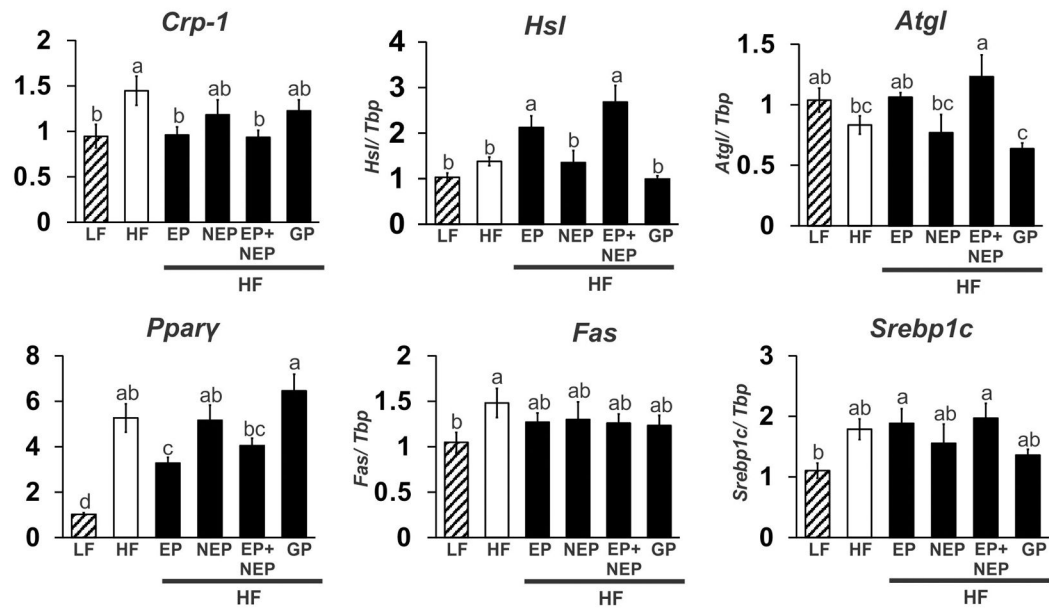 Crp-1
2
1.5
1
0.5
0
b
a
b
ab
b
ab
LF HF EP NEP EP+ GP
NEP
HF
Hsl
Hsl/ Tbp
4
3
2
1
0
b
b
a
b
a
b
LF HF EP NEP EP+ GP
NEP
HF
Atgl
Atgl/ Tbp
1.5
1
0.5
0
ab
bc
ab
bc
a
c
LF HF EP NEP EP+ GP
NEP
HF
Pparγ
8
6
4
2
0
d
ab
c
ab
bc
a
LF HF EP NEP EP+ GP
NEP
HF
Fas
Fas/ Tbp
2
1.5
1
0.5
0
b
a
ab
ab
ab
ab
LF HF EP NEP EP+ GP
NEP
HF
Srebp1c
Srebp1c/ Tbp
3
2
1
0
b
ab
a
ab
a
ab
LF HF EP NEP EP+ GP
NEP
HF